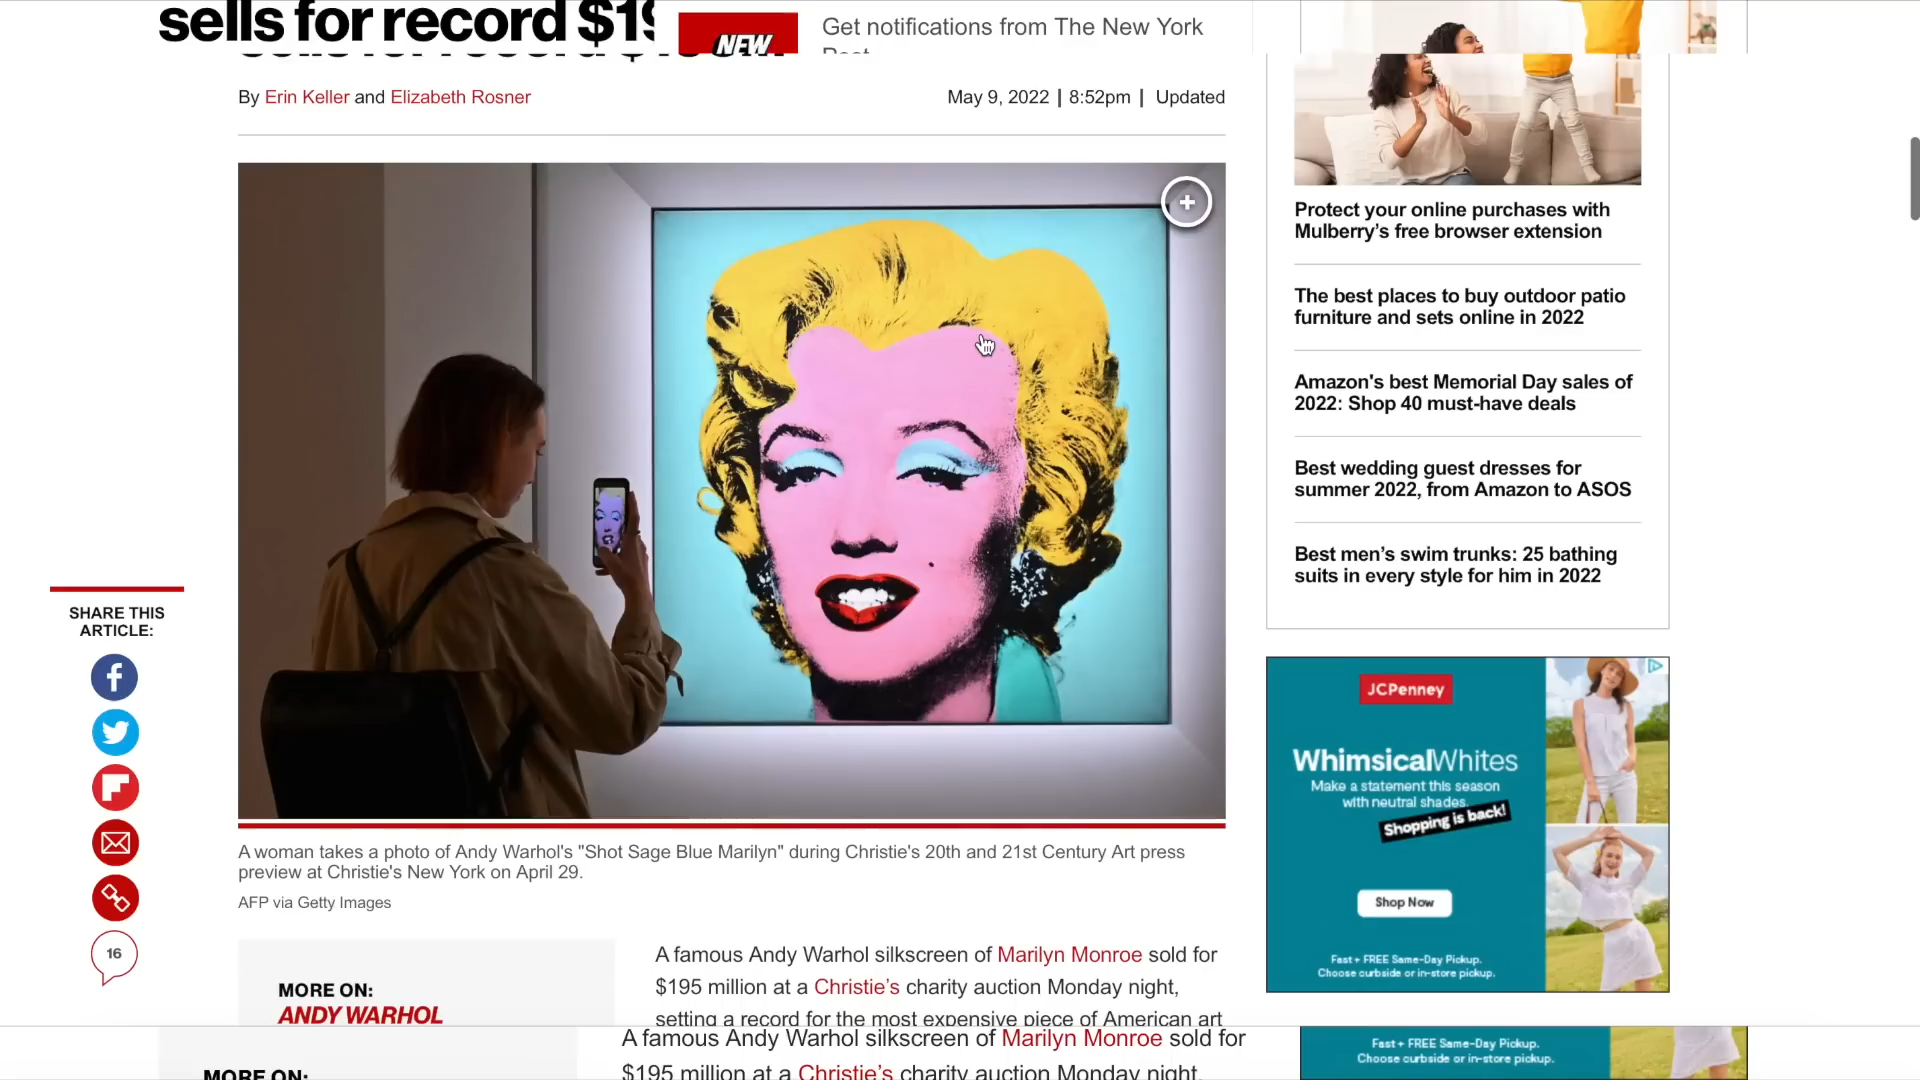 sells for record $19
NEW
Get notifications from The New York
By Erin Keller and Elizabeth Rosner
May 9, 2022 | 8:52pm | Updated
SHARE THIS
ARTICLE:
16
A woman takes a photo of Andy Warhol's "Shot Sage Blue Marilyn" during Christie's 20th and 21st Century Art press
preview at Christie's New York on April 29.
AFP via Getty Images
MORE ON:
ANDY WARHOL
A famous Andy Warhol silkscreen of Marilyn Monroe sold for
$195 million at a Christie’s charity auction Monday night,
setting a record for the most expensive piece of American art
A famous Andy Warhol silkscreen of Marilyn Monroe sold for
MORE ON:
$195 million at a Christie’s charity auction Monday night,
Protect your online purchases with
Mulberry’s free browser extension
The best places to buy outdoor patio
furniture and sets online in 2022
Amazon's best Memorial Day sales of
2022: Shop 40 must-have deals
Best wedding guest dresses for
summer 2022, from Amazon to ASOS
Best men’s swim trunks: 25 bathing
suits in every style for him in 2022
JCPenney
WhimsicalWhites
Make a statement this season
with neutral shades.
Shopping is back!
Shop Now
Fast + FREE Same-Day Pickup.
Choose curbside or in-store pickup.
Fast + FREE Same-Day Pickup.
Choose curbside or in-store pickup.